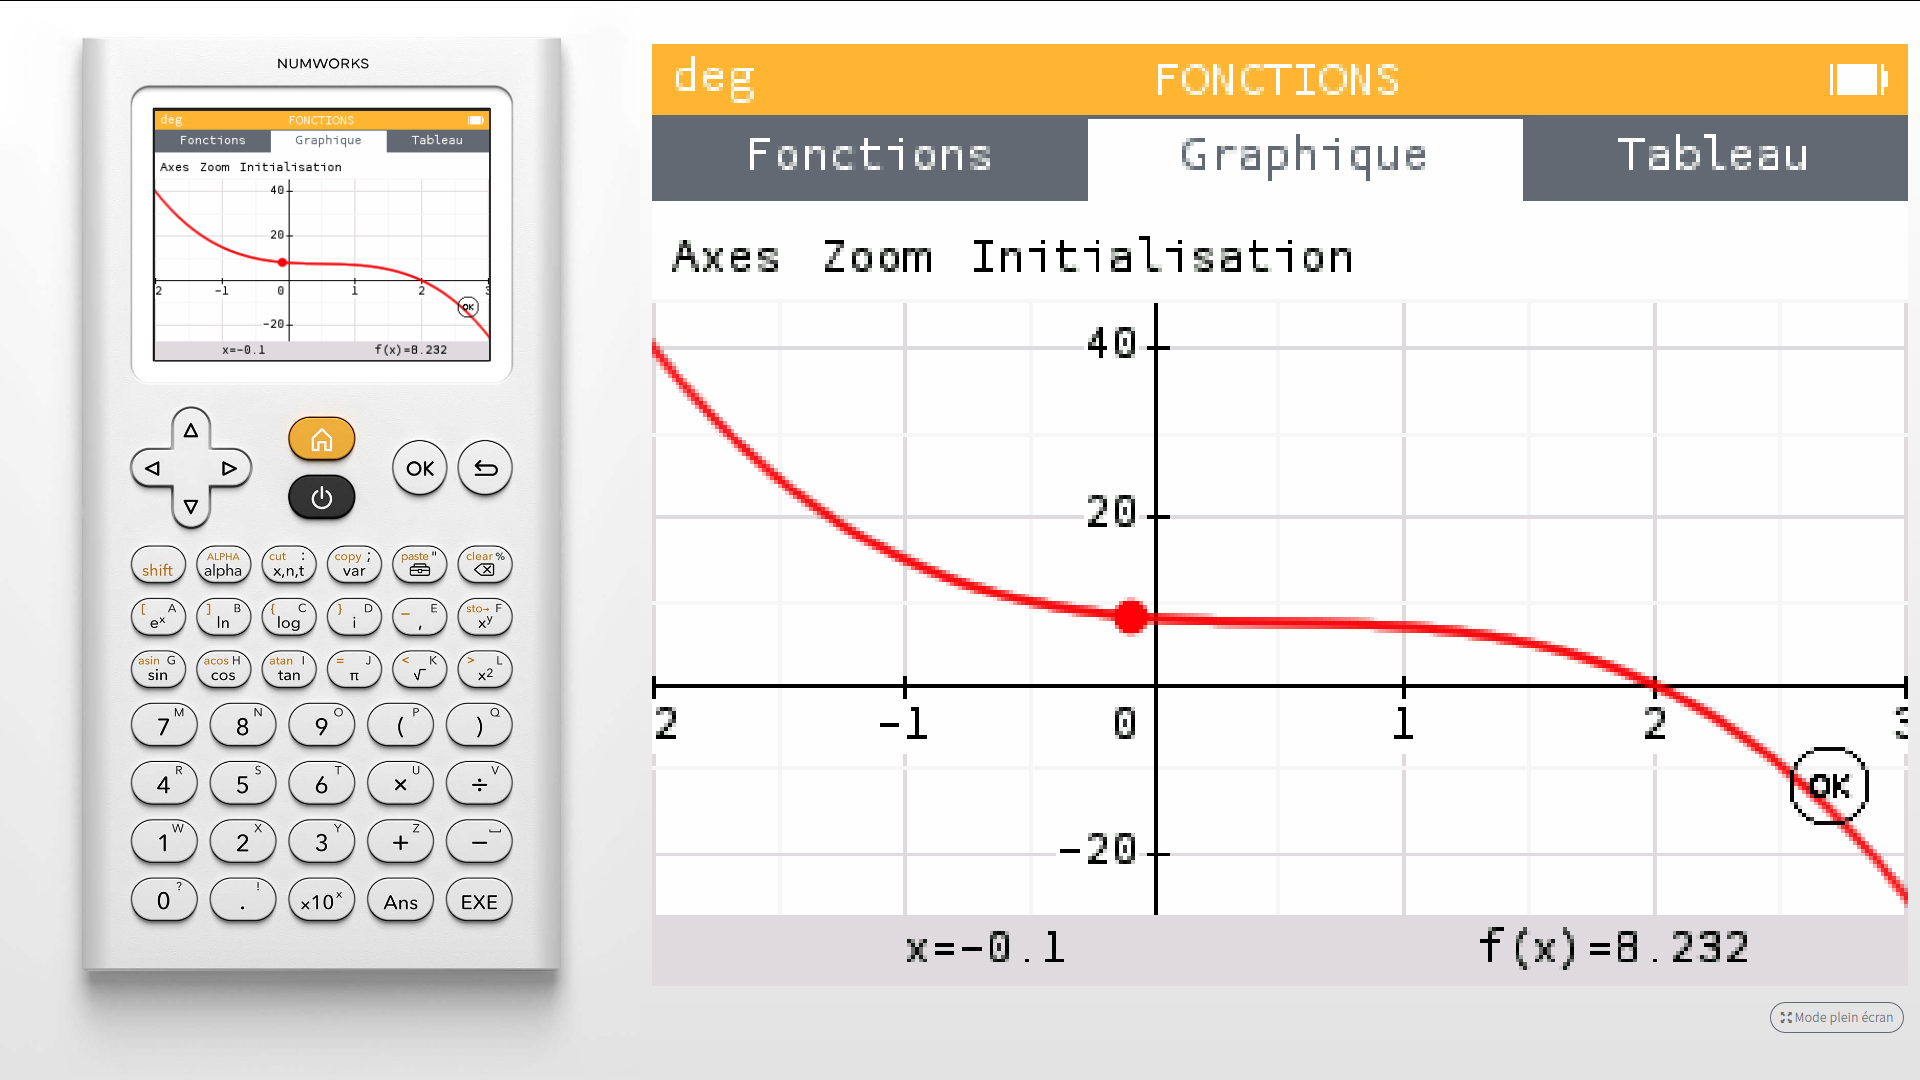 NUMWORKS
deg FONCTIONS
Fonctions Graphique Tableau
Axes Zoom Initialisation
40
20
2 -1 0 1 2 3
-20
x=-0.1 f(x)=8.232
OK
OK
shift ALPHA alpha cut : x,n,t copy ; var paste " clear %
[ A eˣ ] B ln { C log } D i _ E , sto→ F xʸ
asin G sin acos H cos atan I tan = J π < K √ > L x²
7 M 8 N 9 O ( P ) Q
4 R 5 S 6 T × U ÷ V
1 W 2 X 3 Y + Z −
0 ? . ! ×10ˣ Ans EXE
deg FONCTIONS
Fonctions Graphique Tableau
Axes Zoom Initialisation
40
20
2 -1 0 1 2 3
OK
-20
x=-0.1 f(x)=8.232
Mode plein écran